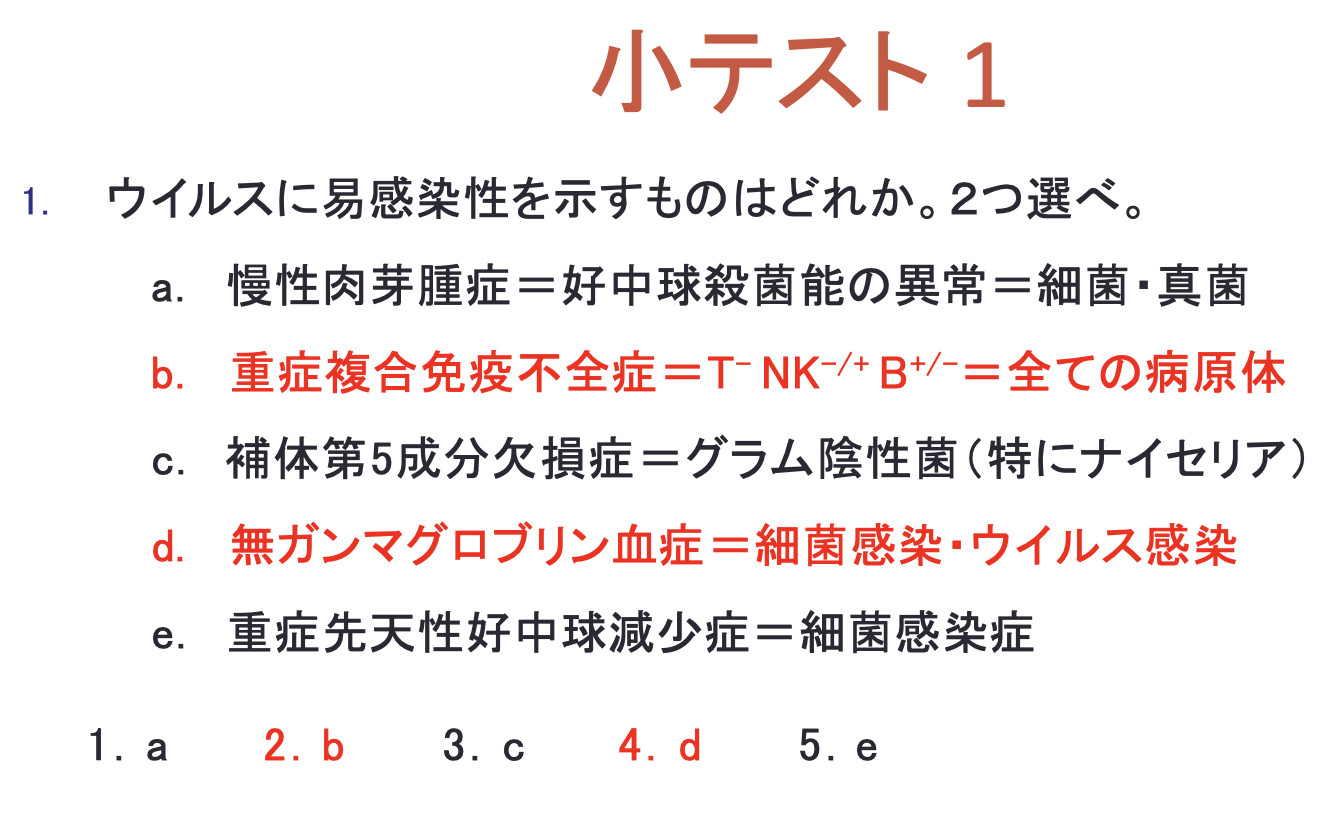 小テスト 1
1. ウイルスに易感染性を示すものはどれか。2つ選べ。
a. 慢性肉芽腫症＝好中球殺菌能の異常＝細菌・真菌
b. 重症複合免疫不全症＝T⁻ NK⁻/⁺ B⁺/⁻＝全ての病原体
c. 補体第5成分欠損症＝グラム陰性菌（特にナイセリア）
d. 無ガンマグロブリン血症＝細菌感染・ウイルス感染
e. 重症先天性好中球減少症＝細菌感染症
1. a 2. b 3. c 4. d 5. e